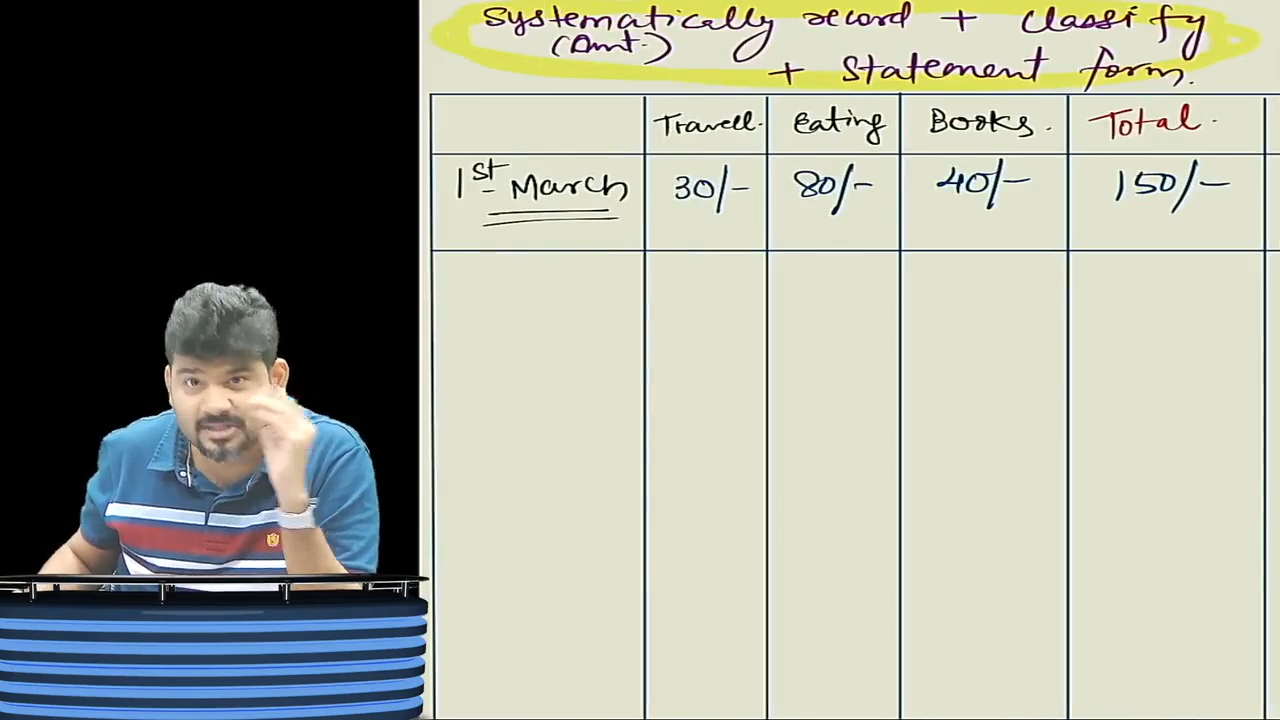 Systematically record + Classify
(Amt.)
+ Statement form.
Travell. Eating Books. Total.
1st March 30/- 80/- 40/- 150/-